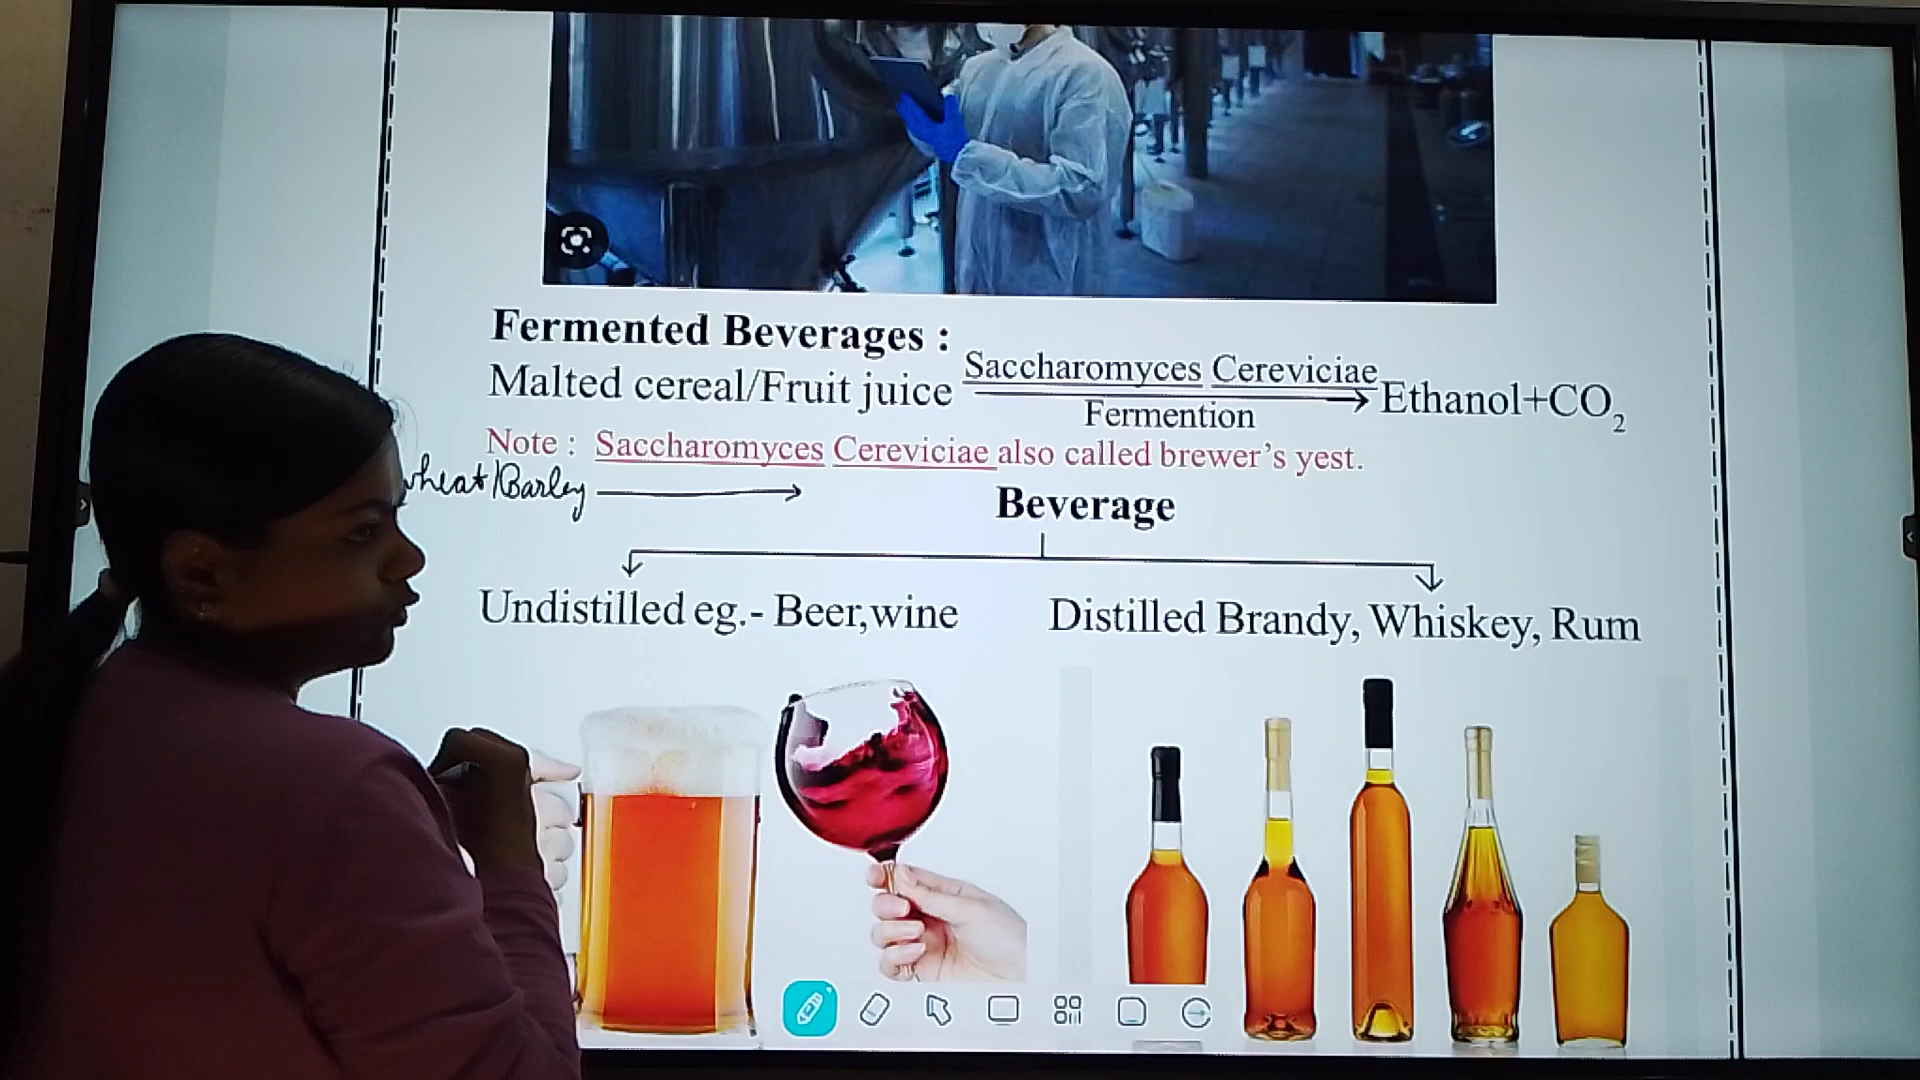 Fermented Beverages :
Malted cereal/Fruit juice Saccharomyces Cereviciae Fermention Ethanol+CO2
Note : Saccharomyces Cereviciae also called brewer's yest.
wheat/Barley
Beverage
Undistilled eg.- Beer,wine
Distilled Brandy, Whiskey, Rum